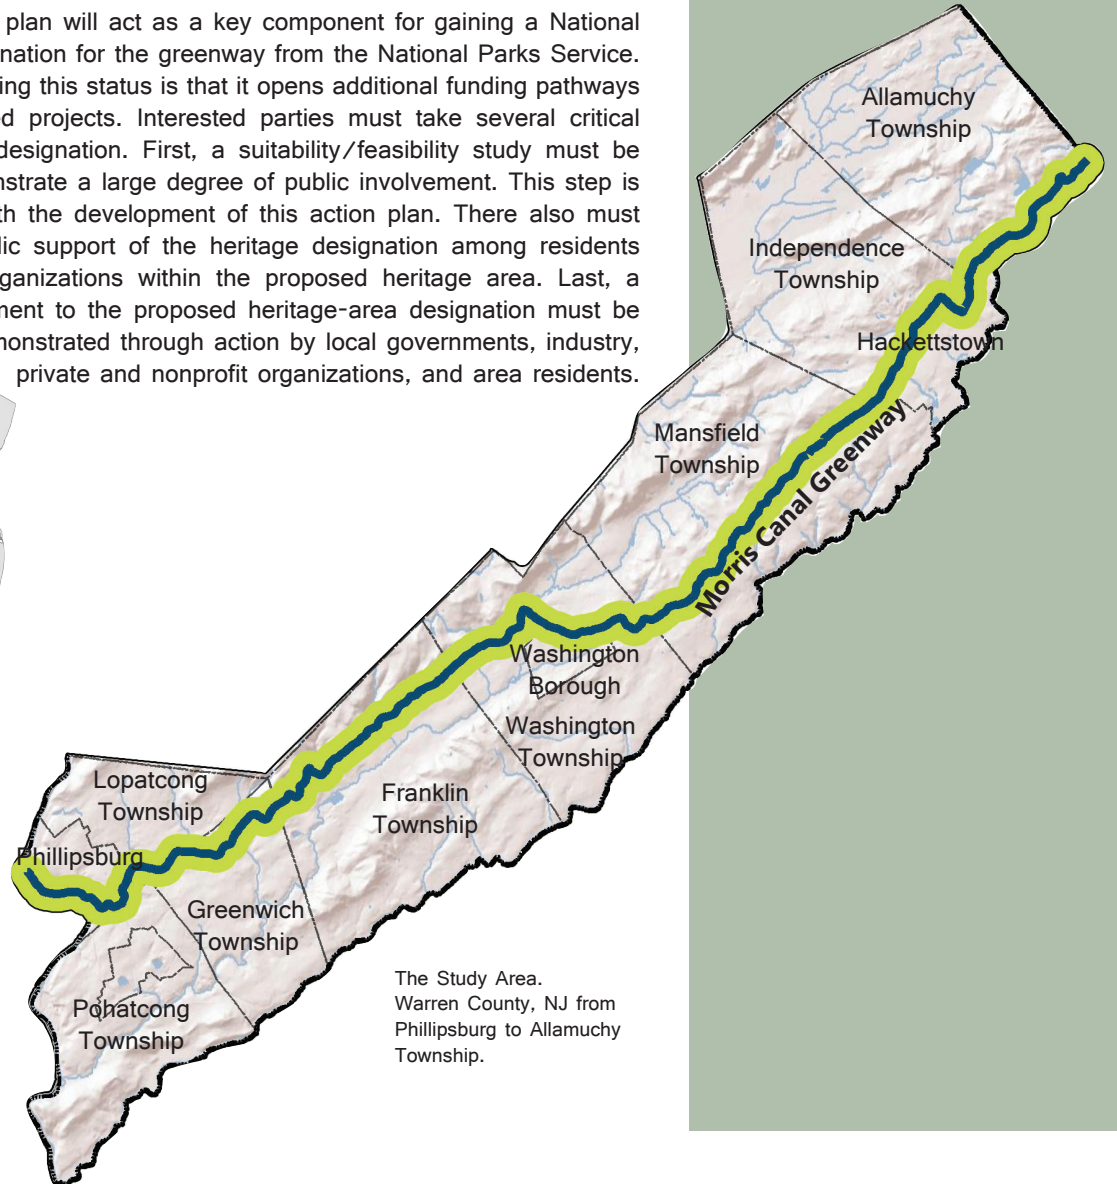 plan will act as a key component for gaining a National
nation for the greenway from the National Parks Service.
ing this status is that it opens additional funding pathways
d projects. Interested parties must take several critical
designation. First, a suitability/feasibility study must be
nstrate a large degree of public involvement. This step is
th the development of this action plan. There also must
lic support of the heritage designation among residents
rganizations within the proposed heritage area. Last, a
ment to the proposed heritage-area designation must be
monstrated through action by local governments, industry,
private and nonprofit organizations, and area residents.
Allamuchy
Township
Independence
Township
Hackettstown
Mansfield
Township
Morris Canal Greenway
Washington
Borough
Washington
Township
Lopatcong
Township
Franklin
Township
Phillipsburg
Greenwich
Township
Pohatcong
Township
The Study Area.
Warren County, NJ from
Phillipsburg to Allamuchy
Township.